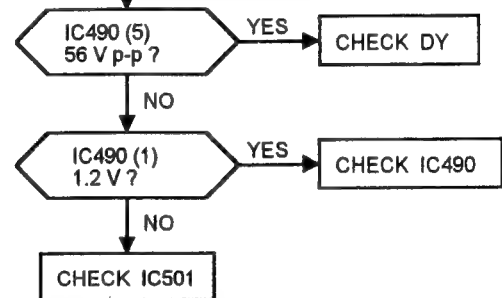 IC490 (5)
56 V p-p ?
YES
CHECK DY
NO
IC490 (1)
1.2 V ?
YES
CHECK IC490
NO
CHECK IC501